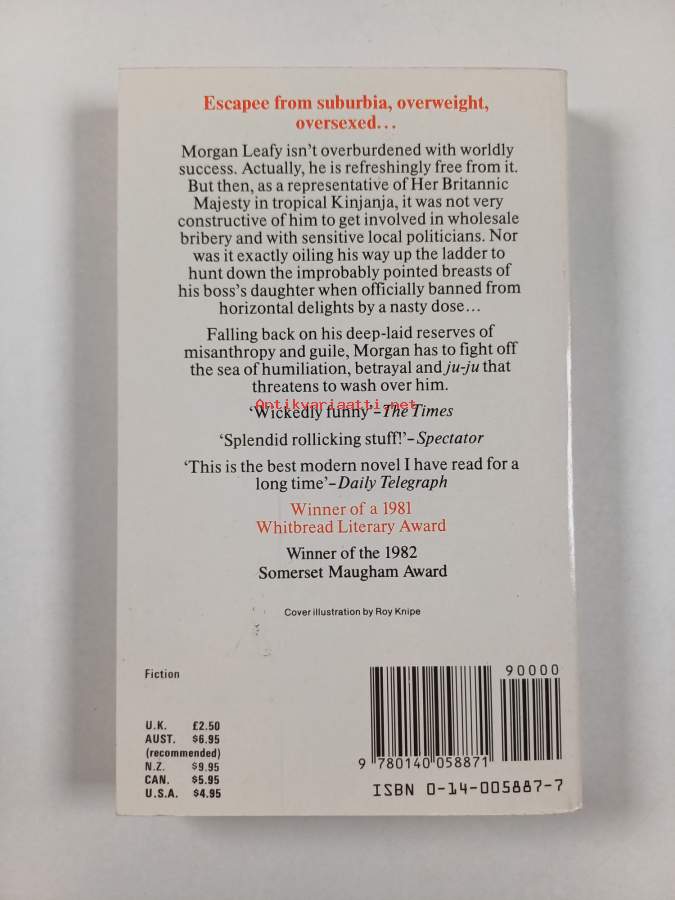 Escapee from suburbia, overweight,
oversexed...
Morgan Leafy isn't overburdened with worldly
success. Actually, he is refreshingly free from it.
But then, as a representative of Her Britannic
Majesty in tropical Kinjanja, it was not very
constructive of him to get involved in wholesale
bribery and with sensitive local politicians. Nor
was it exactly oiling his way up the ladder to
hunt down the improbably pointed breasts of
his boss's daughter when officially banned from
horizontal delights by a nasty dose...
Falling back on his deep-laid reserves of
misanthropy and guile, Morgan has to fight off
the sea of humiliation, betrayal and ju-ju that
threatens to wash over him.
Antikvariaatti.net
'Wickedly funny'–The Times
'Splendid rollicking stuff!'–Spectator
'This is the best modern novel I have read for a
long time'–Daily Telegraph
Winner of a 1981
Whitbread Literary Award
Winner of the 1982
Somerset Maugham Award
Cover illustration by Roy Knipe
Fiction
U.K. £2.50
AUST. $6.95
(recommended)
N.Z. $9.95
CAN. $5.95
U.S.A. $4.95
90000
9 780140 058871
ISBN 0-14-005887-7